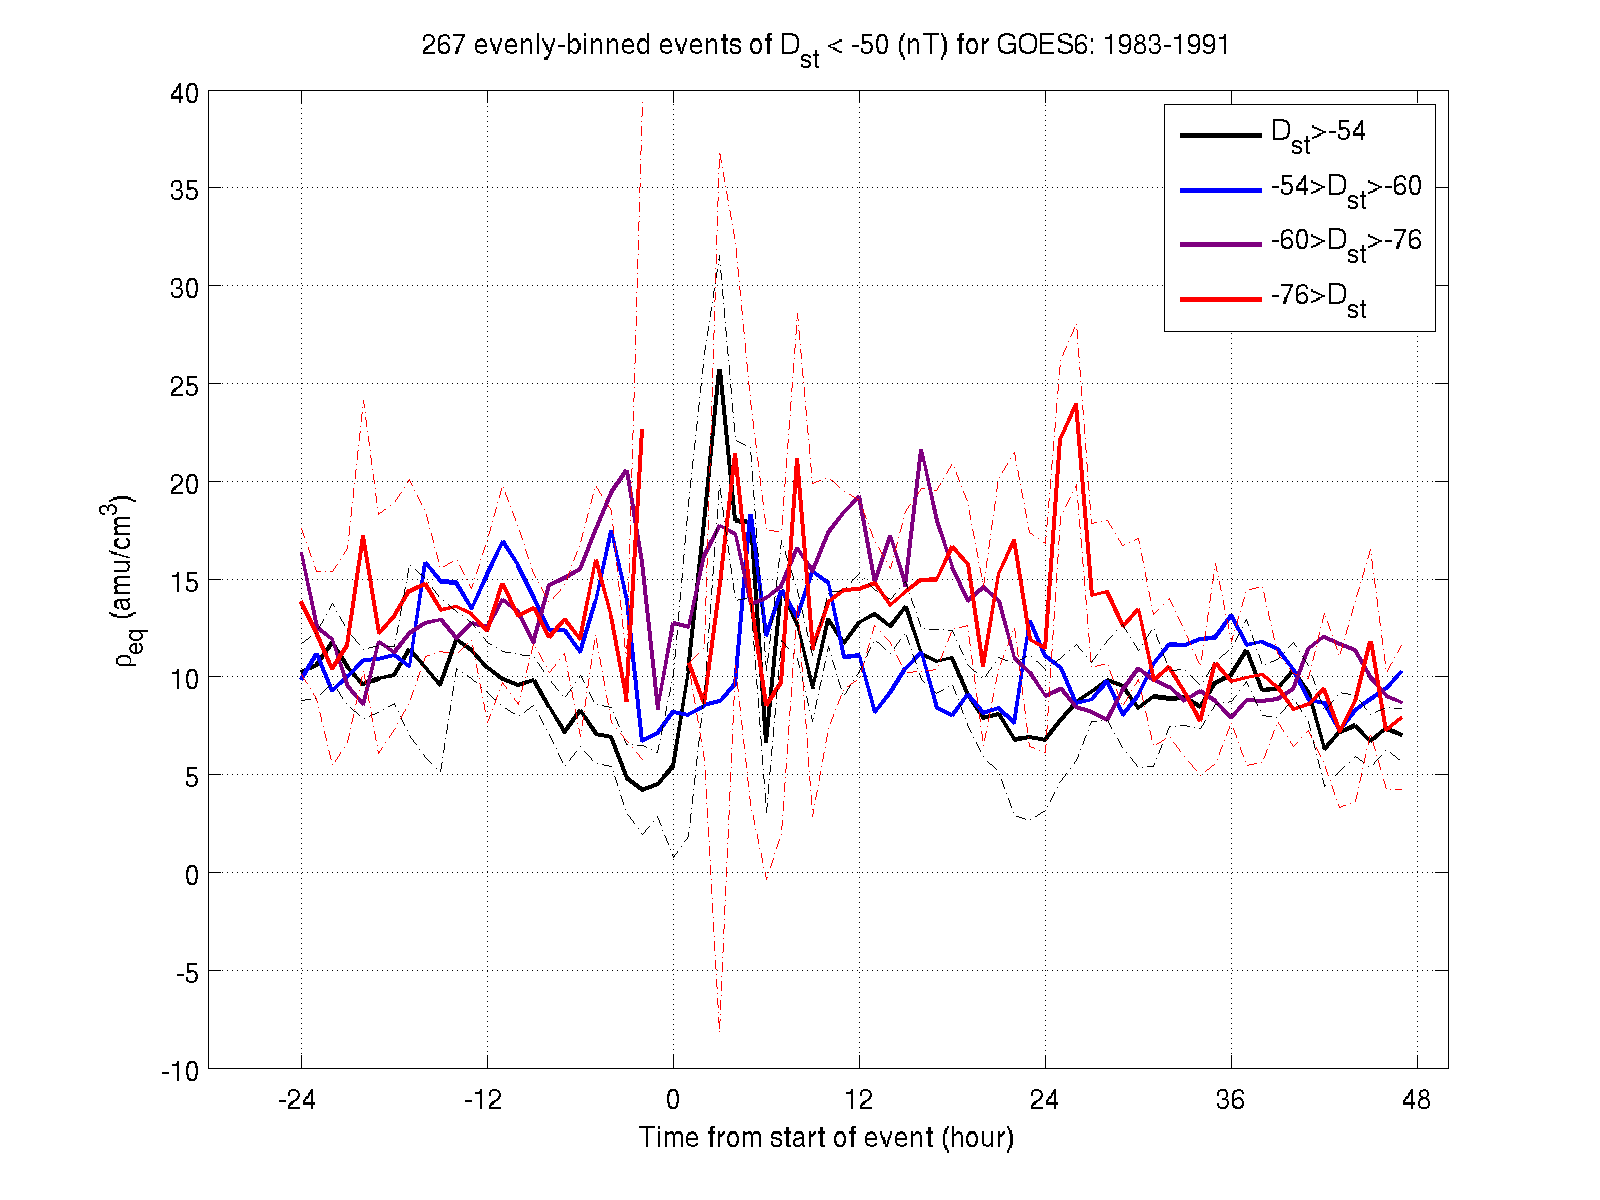 267 evenly-binned events of D_st < -50 (nT) for GOES6: 1983-1991
40
35
30
25
20
15
10
5
0
-5
-10
ρ_eq (amu/cm^3)
D_st>-54
-54>D_st>-60
-60>D_st>-76
-76>D_st
-24 -12 0 12 24 36 48
Time from start of event (hour)